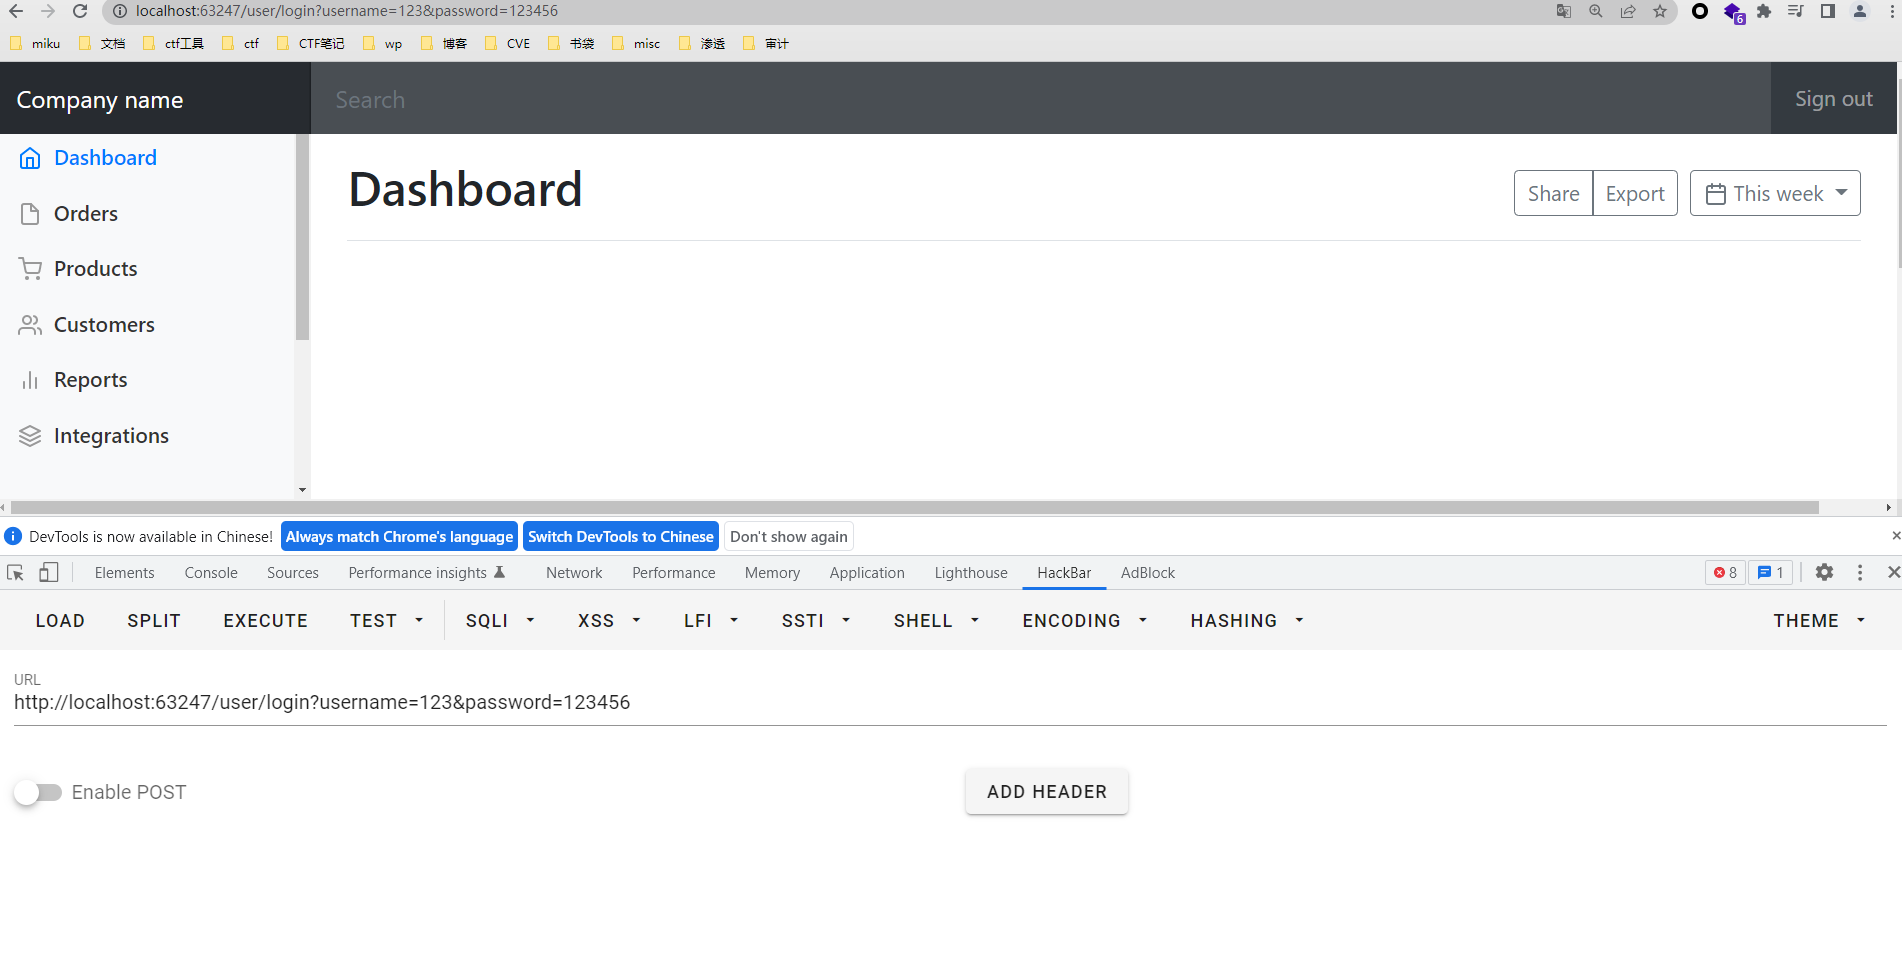 localhost:63247/user/login?username=123&password=123456
6
miku 文档 ctf工具 ctf CTF笔记 wp 博客 CVE 书袋 misc 渗透 审计
Company name Search Sign out
Dashboard
Orders
Products
Customers
Reports
Integrations
Dashboard Share Export This week
DevTools is now available in Chinese! Always match Chrome's language Switch DevTools to Chinese Don't show again
Elements Console Sources Performance insights Network Performance Memory Application Lighthouse HackBar AdBlock 8 1
LOAD SPLIT EXECUTE TEST SQLI XSS LFI SSTI SHELL ENCODING HASHING THEME
URL
http://localhost:63247/user/login?username=123&password=123456
Enable POST ADD HEADER